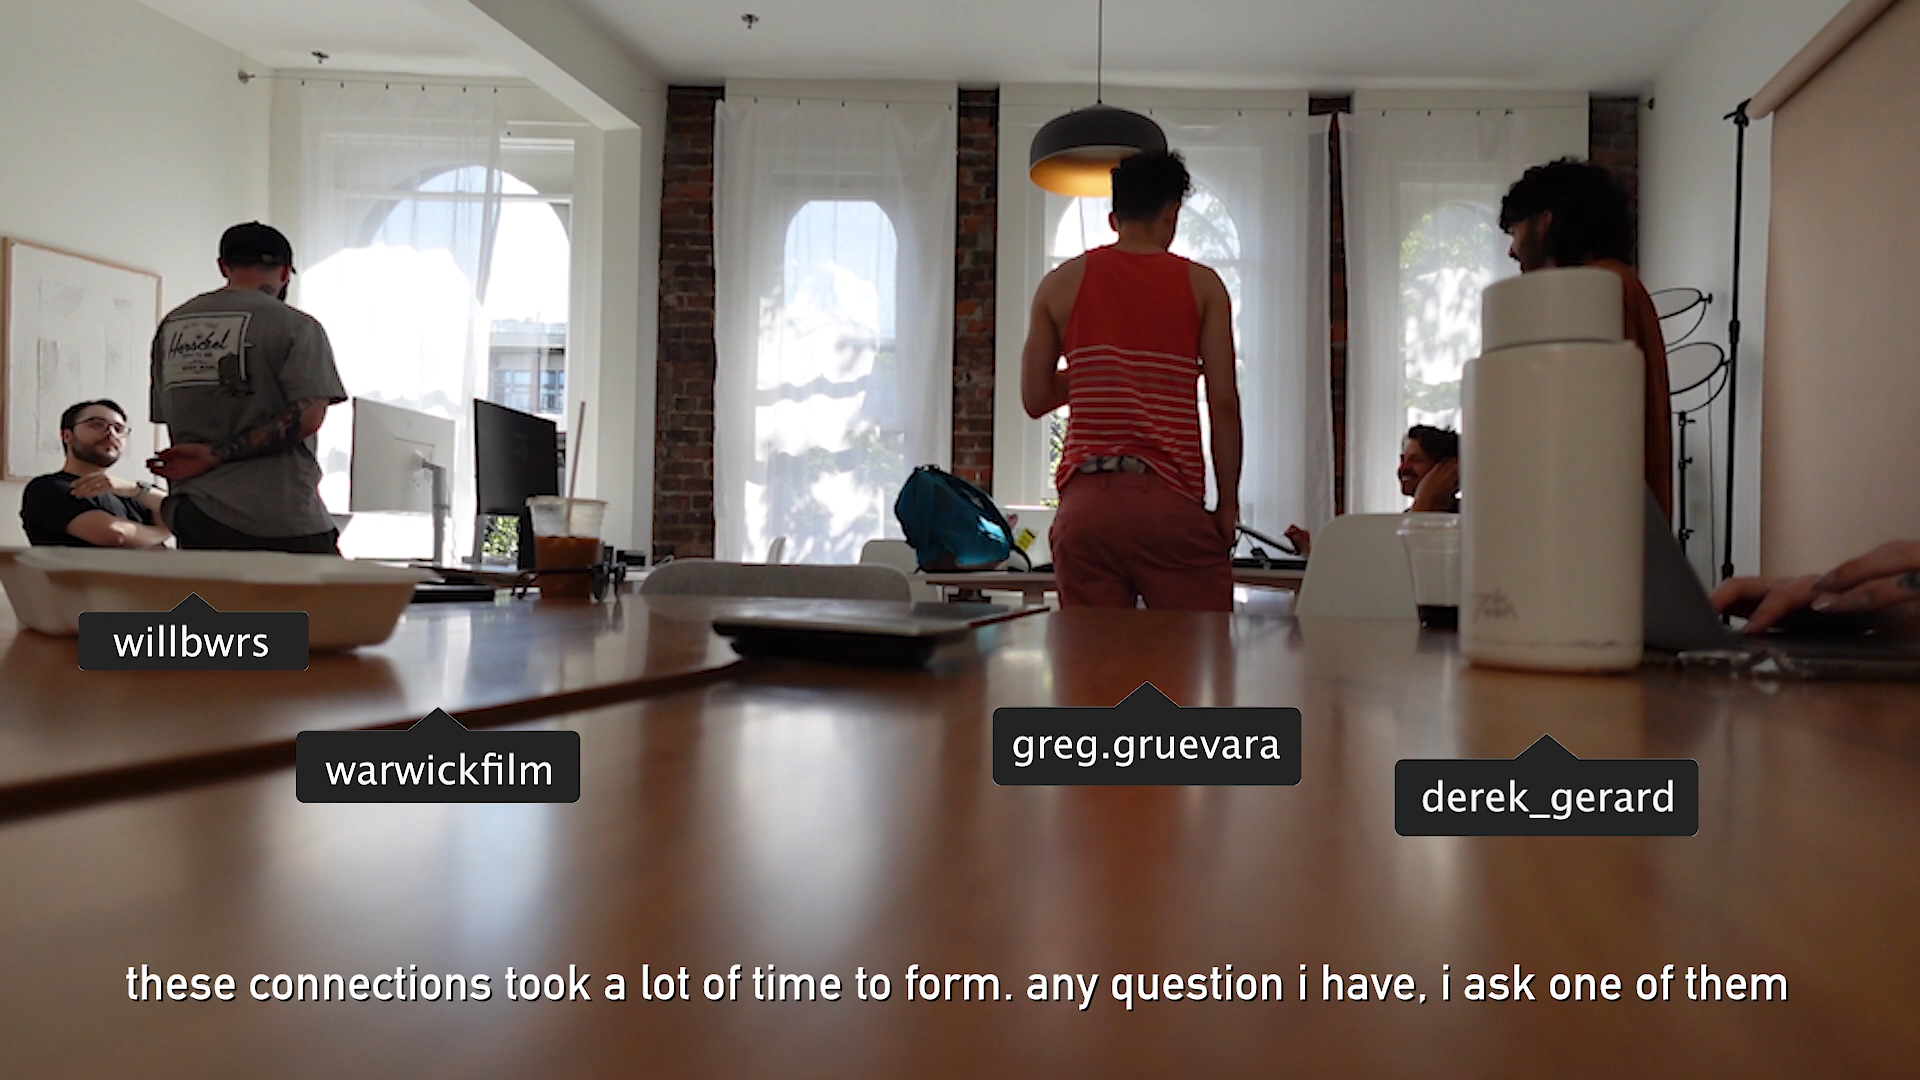 Herschel
willbwrs
warwickfilm
greg.gruevara
derek_gerard
these connections took a lot of time to form. any question i have, i ask one of them